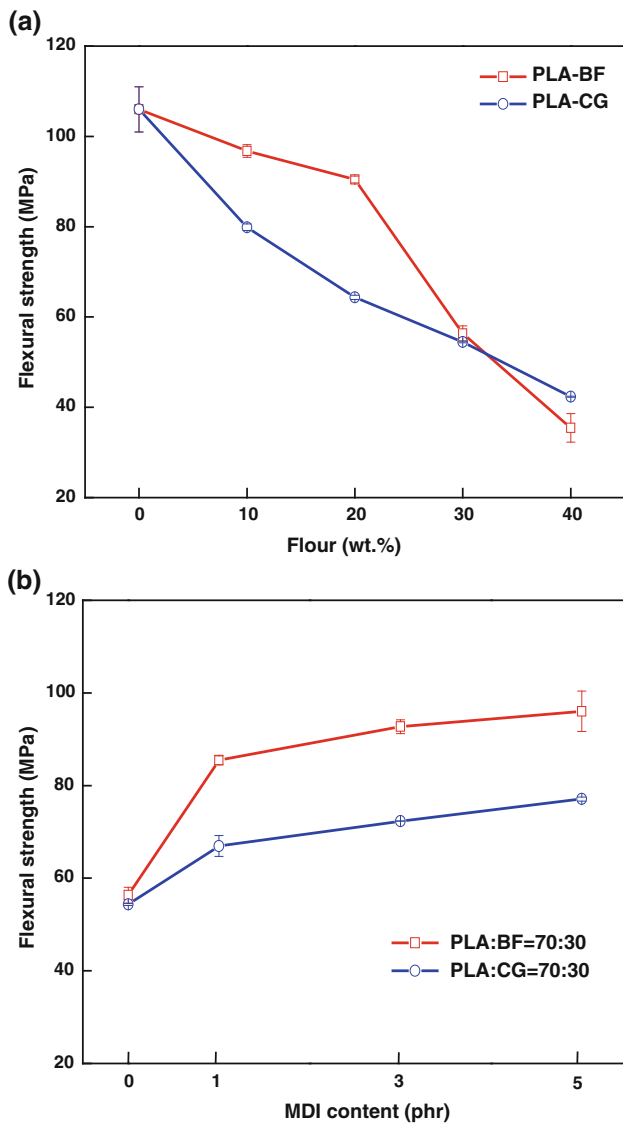 (a)
120
100
80
60
40
20
Flexural strength (MPa)
PLA-BF
PLA-CG
0 10 20 30 40
Flour (wt.%)
(b)
120
100
80
60
40
20
Flexural strength (MPa)
PLA:BF=70:30
PLA:CG=70:30
0 1 3 5
MDI content (phr)